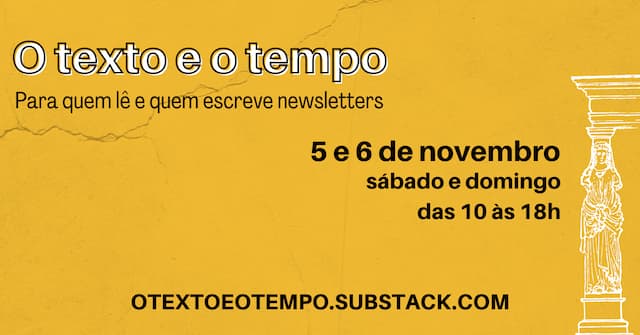 O texto e o tempo
Para quem lê e quem escreve newsletters
5 e 6 de novembro
sábado e domingo
das 10 às 18h
OTEXTOEOTEMPO.SUBSTACK.COM